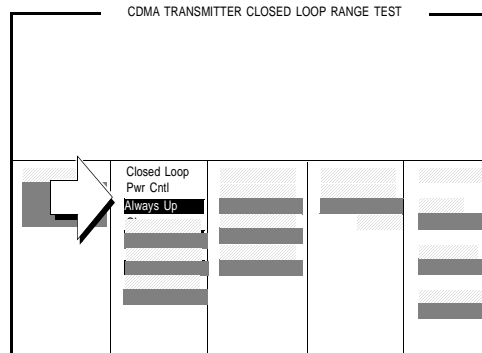 CDMA TRANSMITTER CLOSED LOOP RANGE TEST
Closed Loop
Pwr Cntl
Always Up